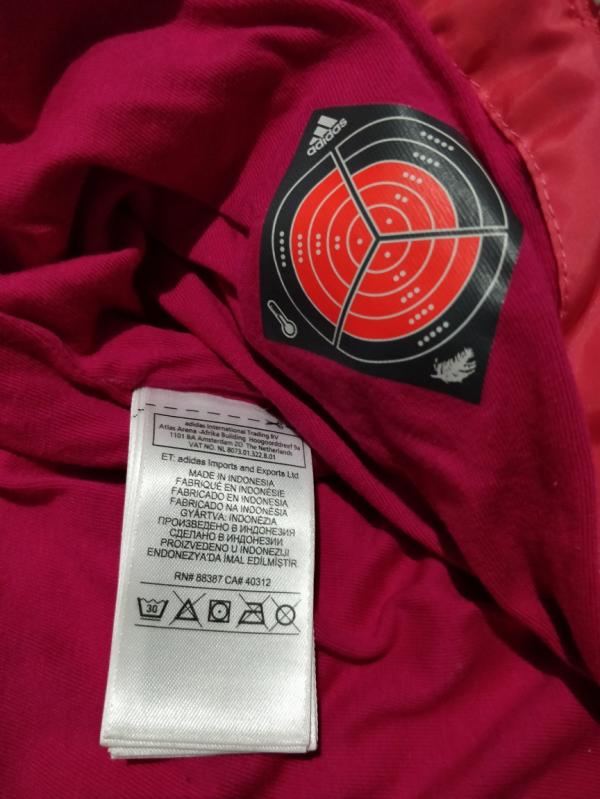 adidas
adidas International Trading BV
Atlas Arena -Afrika Building Hoogoorddreef 9a
1101 BA Amsterdam ZO The Netherlands
VAT NO. NL 8073.01.322.B.01
ET: adidas Imports and Exports Ltd
MADE IN INDONESIA
FABRIQUÉ EN INDONÉSIE
FABRICADO EN INDONESIA
FABRICADO NA INDONÉSIA
GYÁRTVA: INDONÉZIA
ПРОИЗВЕДЕНО В ИНДОНЕЗИЯ
СДЕЛАНО В ИНДОНЕЗИИ
PROIZVEDENO U INDONEZIJI
ENDONEZYA'DA İMAL EDİLMİŞTİR
RN# 88387 CA# 40312
30